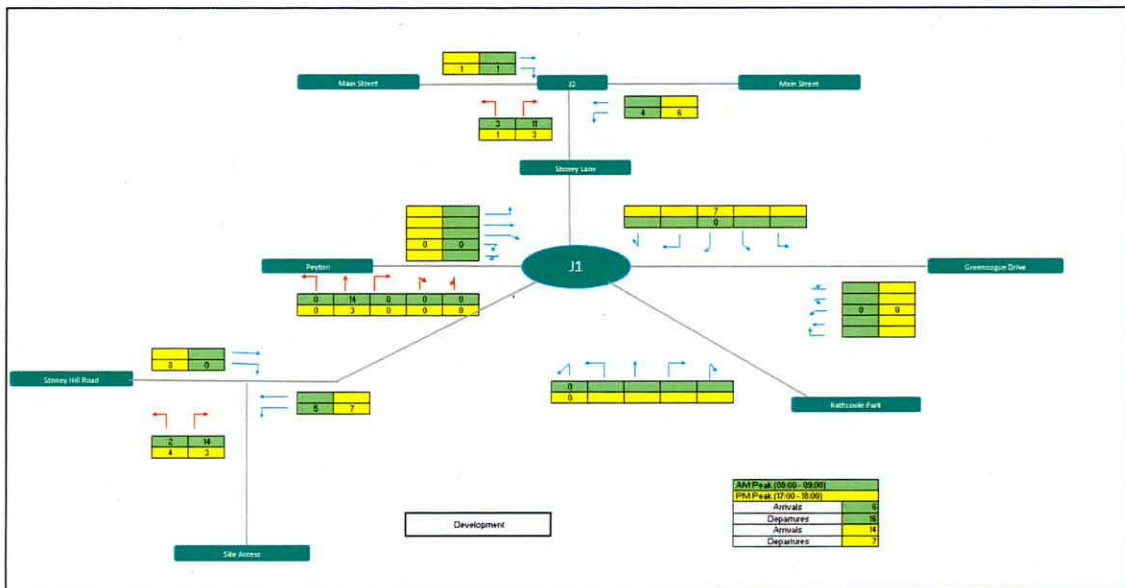 1 1
Main Street
J2
Main Street
3 11
1 3
4 6
Stoney Lane
7
0
0 0
Peyton
J1
Greenogue Drive
0 14 0 0 0
0 3 0 0 0
0 0
8 0
Stoney Hill Road
5 7
0
0
Rathcoole Park
2 14
4 3
AM Peak (08:00 - 09:00)
PM Peak (17:00 - 18:00)
Arrivals
Departures 16
Arrivals 14
Departures 7
Development
Site Access